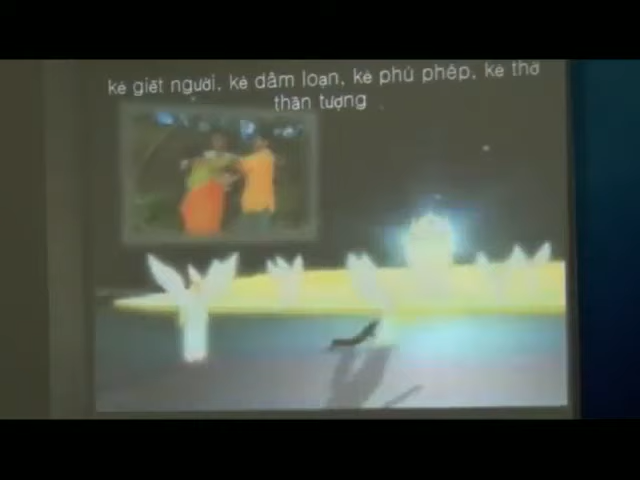 kẻ giết người, kẻ dâm loạn, kẻ phù phép, kẻ thờ
thần tượng